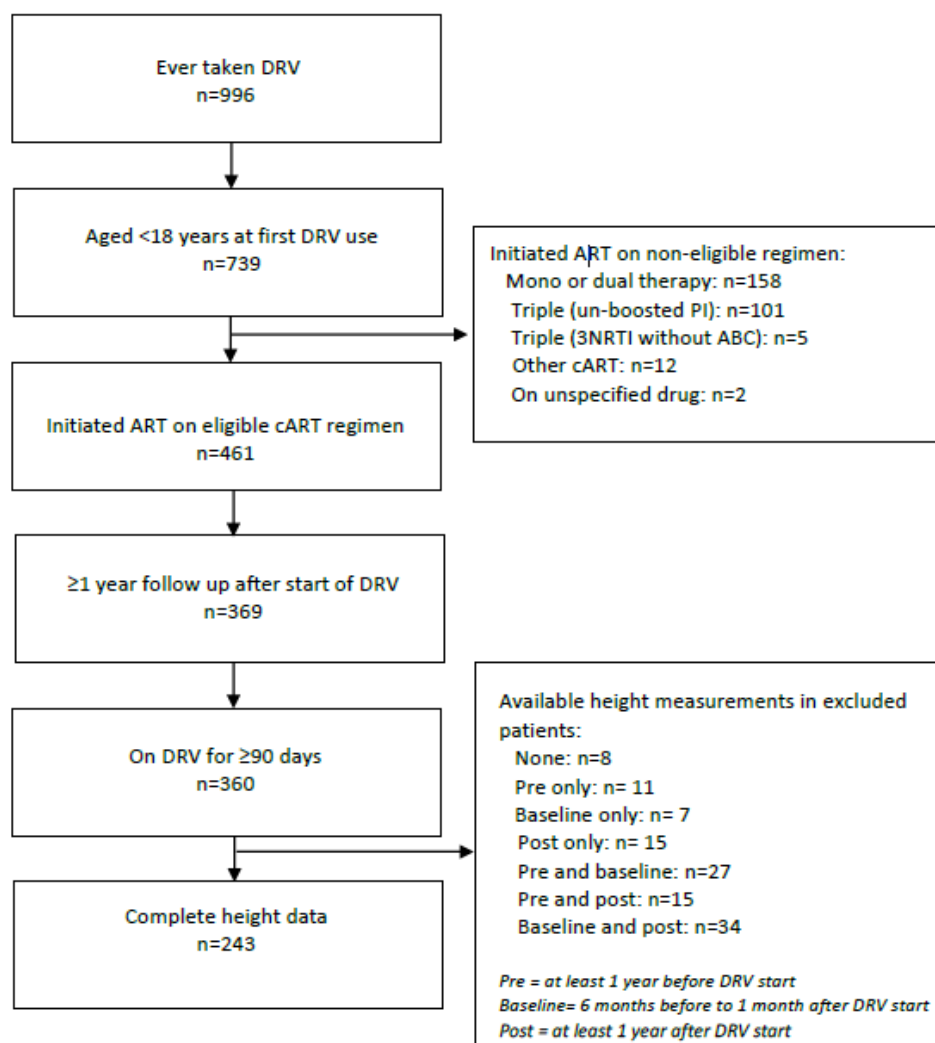 Ever taken DRV
n=996
Aged <18 years at first DRV use
n=739
Initiated ART on non-eligible regimen:
Mono or dual therapy: n=158
Triple (un-boosted PI): n=101
Triple (3NRTI without ABC): n=5
Other cART: n=12
On unspecified drug: n=2
Initiated ART on eligible cART regimen
n=461
≥1 year follow up after start of DRV
n=369
On DRV for ≥90 days
n=360
Available height measurements in excluded
patients:
None: n=8
Pre only: n= 11
Baseline only: n= 7
Post only: n= 15
Pre and baseline: n=27
Pre and post: n=15
Baseline and post: n=34
Pre = at least 1 year before DRV start
Baseline= 6 months before to 1 month after DRV start
Post = at least 1 year after DRV start
Complete height data
n=243